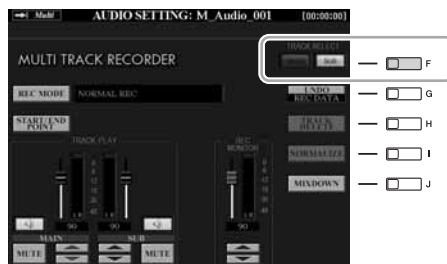 Multi
AUDIO SETTING: M_Audio_001
[00:00:00]
TRACK SELECT
MULTI TRACK RECORDER
Sub
F
REC MODE
NORMAL REC
UNDO
REC DATA
G
START/END
POINT
TRACK
DELETE
H
TRACK PLAY
REC
MONITOR
NORMALIZE
I
MIXDOWN
J
L R
L R
L R
90
90
90
MAIN
SUB
MUTE
MUTE